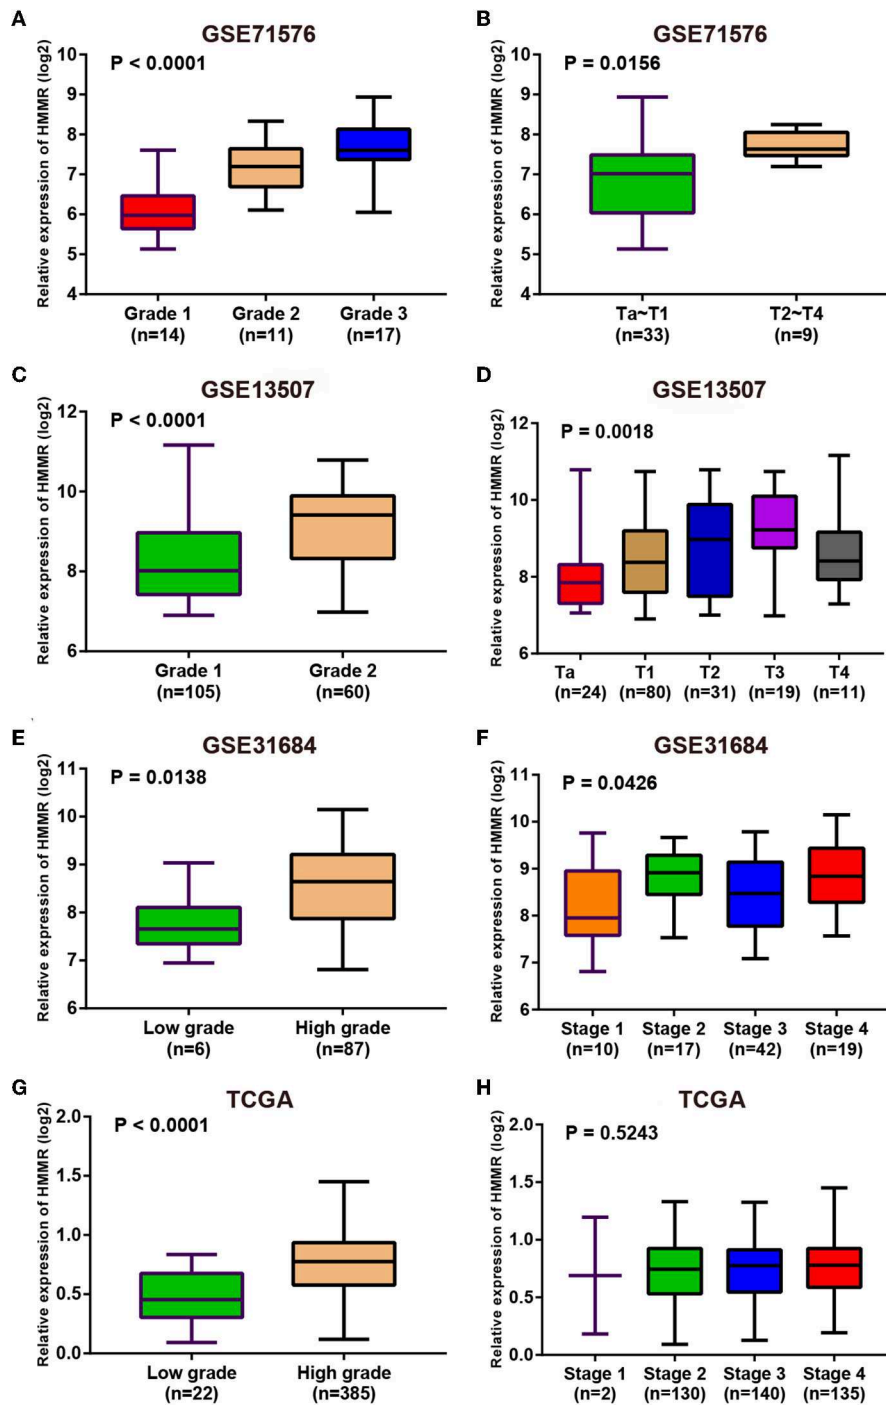 A
GSE71576
P < 0.0001
Relative expression of HMMR (log2)
10
9
8
7
6
5
4
Grade 1
(n=14)
Grade 2
(n=11)
Grade 3
(n=17)
B
GSE71576
P = 0.0156
Relative expression of HMMR (log2)
10
9
8
7
6
5
4
Ta~T1
(n=33)
T2~T4
(n=9)
C
GSE13507
P < 0.0001
Relative expression of HMMR (log2)
12
10
8
6
Grade 1
(n=105)
Grade 2
(n=60)
D
GSE13507
P = 0.0018
Relative expression of HMMR (log2)
12
10
8
6
Ta
(n=24)
T1
(n=80)
T2
(n=31)
T3
(n=19)
T4
(n=11)
E
GSE31684
P = 0.0138
Relative expression of HMMR (log2)
11
10
9
8
7
6
Low grade
(n=6)
High grade
(n=87)
F
GSE31684
P = 0.0426
Relative expression of HMMR (log2)
11
10
9
8
7
6
Stage 1
(n=10)
Stage 2
(n=17)
Stage 3
(n=42)
Stage 4
(n=19)
G
TCGA
P < 0.0001
Relative expression of HMMR (log2)
2.0
1.5
1.0
0.5
0.0
Low grade
(n=22)
High grade
(n=385)
H
TCGA
P = 0.5243
Relative expression of HMMR (log2)
2.0
1.5
1.0
0.5
0.0
Stage 1
(n=2)
Stage 2
(n=130)
Stage 3
(n=140)
Stage 4
(n=135)